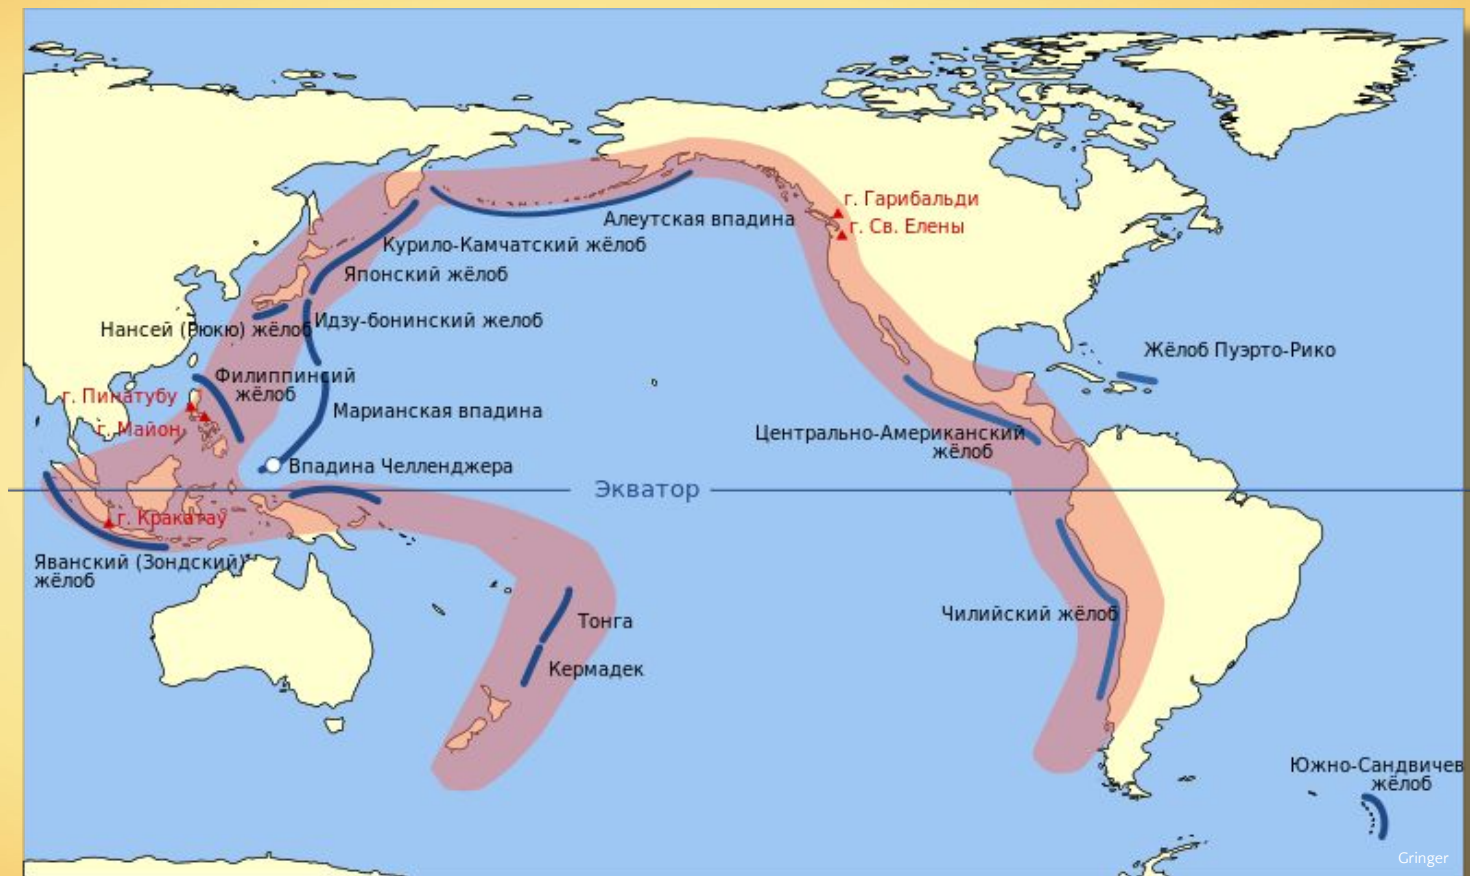 г. Гарибальди
г. Св. Елены
Алеутская впадина
Курило-Камчатский жёлоб
Японский жёлоб
Идзу-бонинский желоб
Нансей (Рюкю) жёлоб
Жёлоб Пуэрто-Рико
Филиппинсий
жёлоб
г. Пинатубу
г. Майон
Марианская впадина
Центрально-Американский
жёлоб
Впадина Челленджера
Экватор
г. Кракатау
Яванский (Зондский)
жёлоб
Чилийский жёлоб
Тонга
Кермадек
Южно-Сандвичев
жёлоб
Gringer